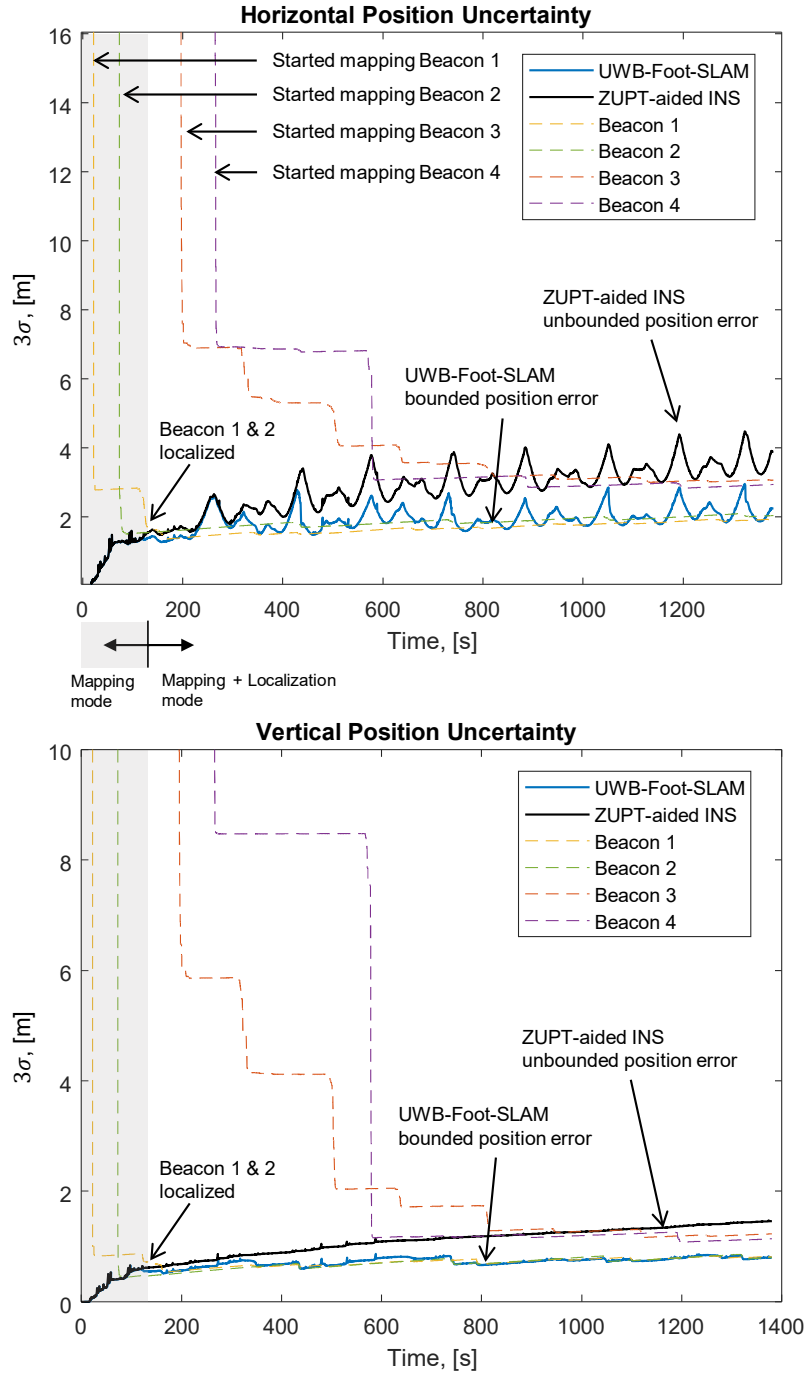 Horizontal Position Uncertainty
16
14
12
10
8
6
4
2
3σ, [m]
Started mapping Beacon 1
Started mapping Beacon 2
Started mapping Beacon 3
Started mapping Beacon 4
UWB-Foot-SLAM
ZUPT-aided INS
Beacon 1
Beacon 2
Beacon 3
Beacon 4
ZUPT-aided INS
unbounded position error
UWB-Foot-SLAM
bounded position error
Beacon 1 & 2
localized
0 200 400 600 800 1000 1200
Time, [s]
Mapping
mode
Mapping + Localization
mode
Vertical Position Uncertainty
10
8
6
4
2
0
3σ, [m]
UWB-Foot-SLAM
ZUPT-aided INS
Beacon 1
Beacon 2
Beacon 3
Beacon 4
ZUPT-aided INS
unbounded position error
UWB-Foot-SLAM
bounded position error
Beacon 1 & 2
localized
0 200 400 600 800 1000 1200 1400
Time, [s]